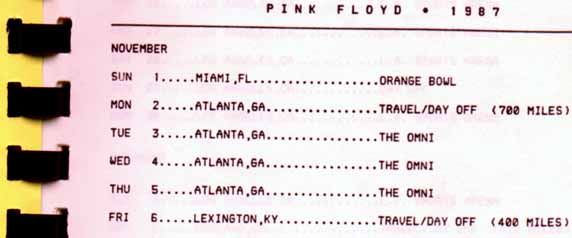 PINK FLOYD • 1987
NOVEMBER
SUN 1.....MIAMI,FL..................ORANGE BOWL
MON 2.....ATLANTA,GA................TRAVEL/DAY OFF (700 MILES)
TUE 3.....ATLANTA,GA................THE OMNI
WED 4.....ATLANTA,GA................THE OMNI
THU 5.....ATLANTA,GA................THE OMNI
FRI 6.....LEXINGTON,KY..............TRAVEL/DAY OFF (400 MILES)